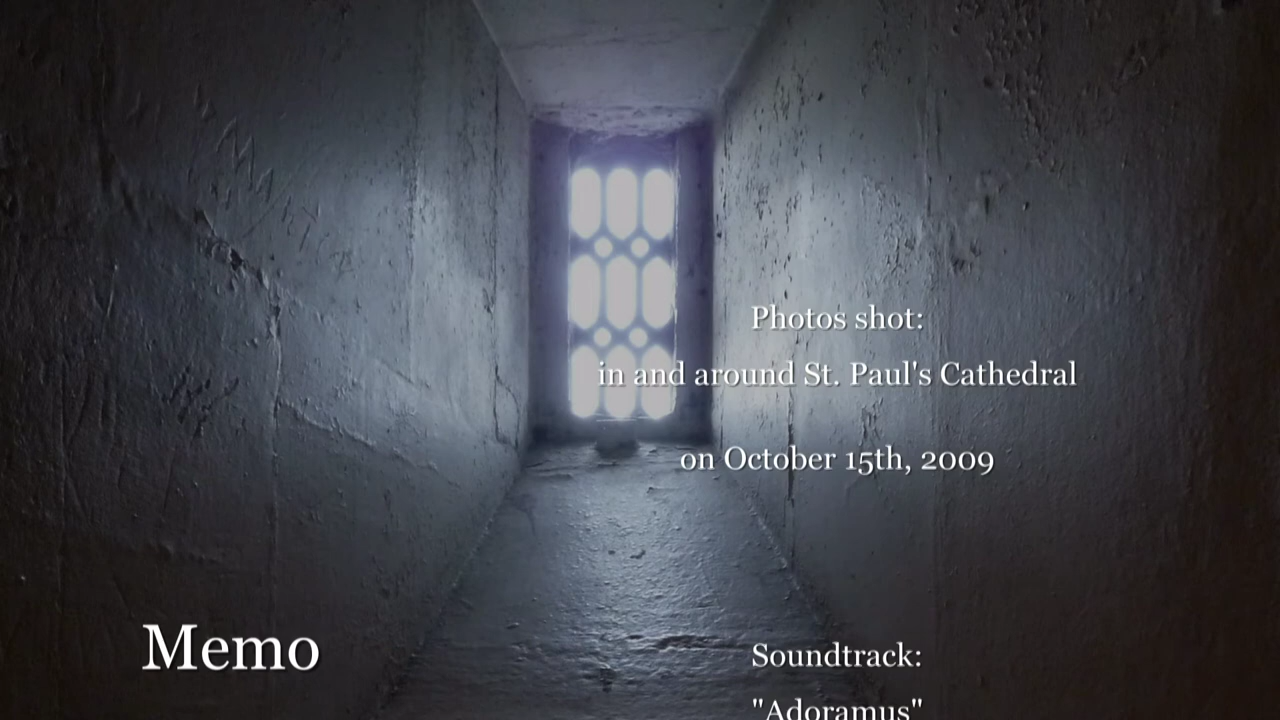 Photos shot:
in and around St. Paul's Cathedral
on October 15th, 2009
Memo
Soundtrack:
"Adoramus"